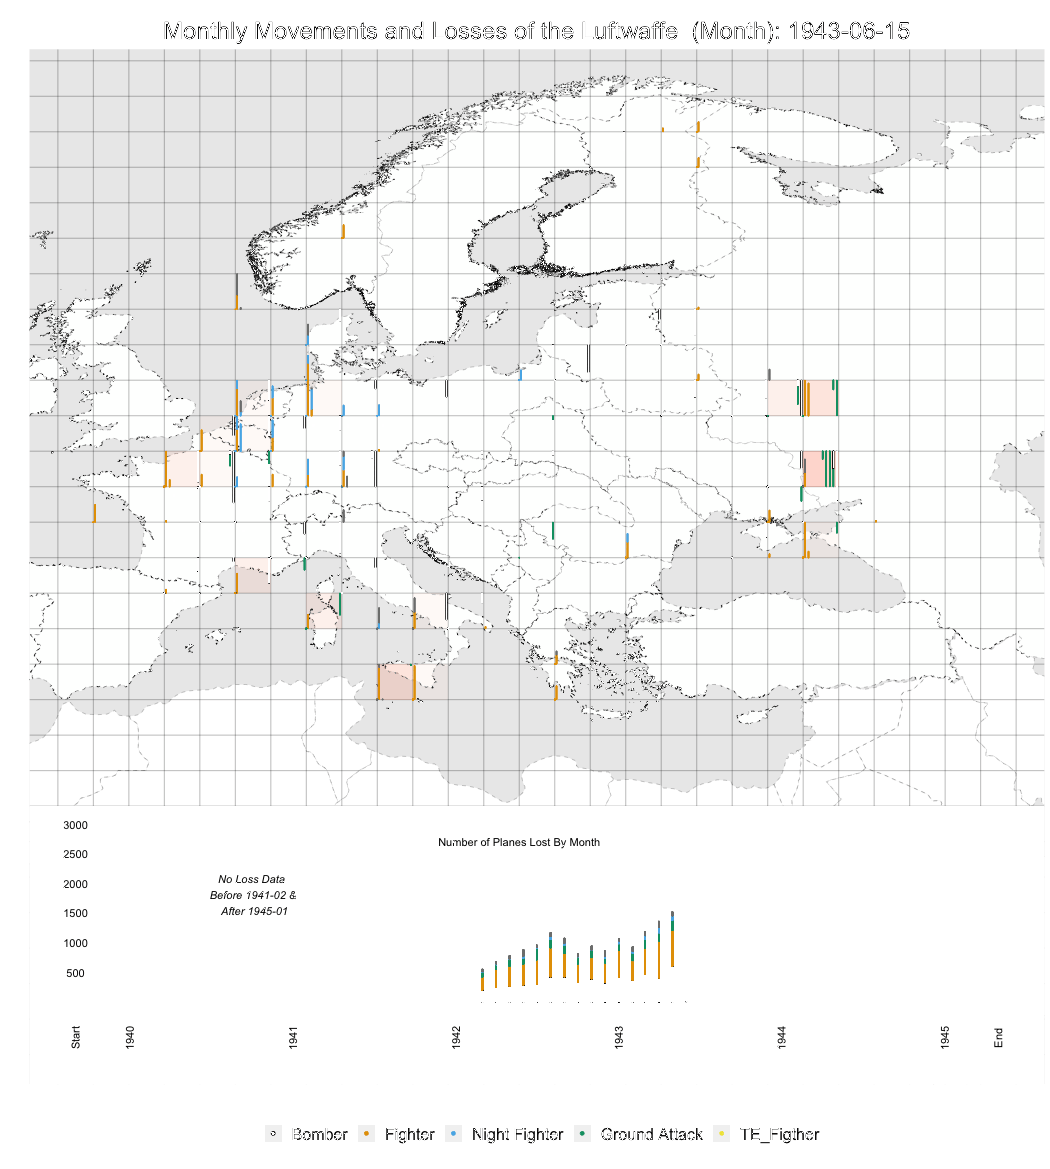 Monthly Movements and Losses of the Luftwaffe (Month): 1943-06-15
3000
Number of Planes Lost By Month
2500
No Loss Data
2000
Before 1941-02 &
1500
After 1945-01
1000
500
Start
1940
1941
1942
1943
1944
1945
End
Bomber
Fighter
Night Fighter
Ground Attack
TE_Figther